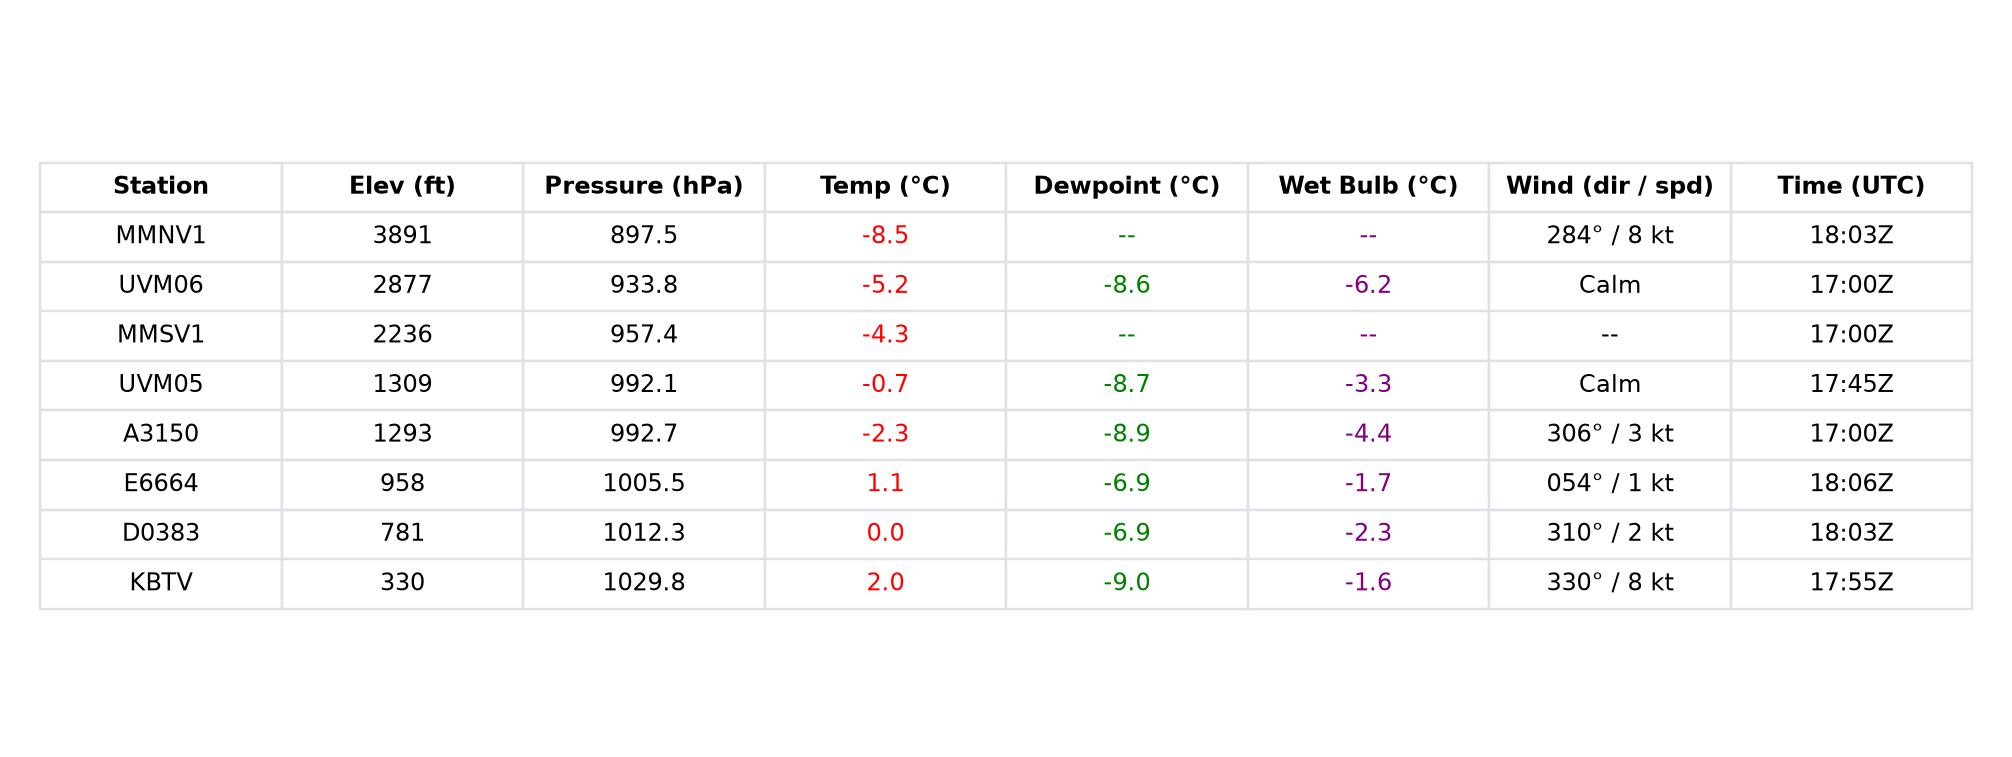 Station Elev (ft) Pressure (hPa) Temp (°C) Dewpoint (°C) Wet Bulb (°C) Wind (dir / spd) Time (UTC)
MMNV1 3891 897.5 -8.5 -- -- 284° / 8 kt 18:03Z
UVM06 2877 933.8 -5.2 -8.6 -6.2 Calm 17:00Z
MMSV1 2236 957.4 -4.3 -- -- -- 17:00Z
UVM05 1309 992.1 -0.7 -8.7 -3.3 Calm 17:45Z
A3150 1293 992.7 -2.3 -8.9 -4.4 306° / 3 kt 17:00Z
E6664 958 1005.5 1.1 -6.9 -1.7 054° / 1 kt 18:06Z
D0383 781 1012.3 0.0 -6.9 -2.3 310° / 2 kt 18:03Z
KBTV 330 1029.8 2.0 -9.0 -1.6 330° / 8 kt 17:55Z